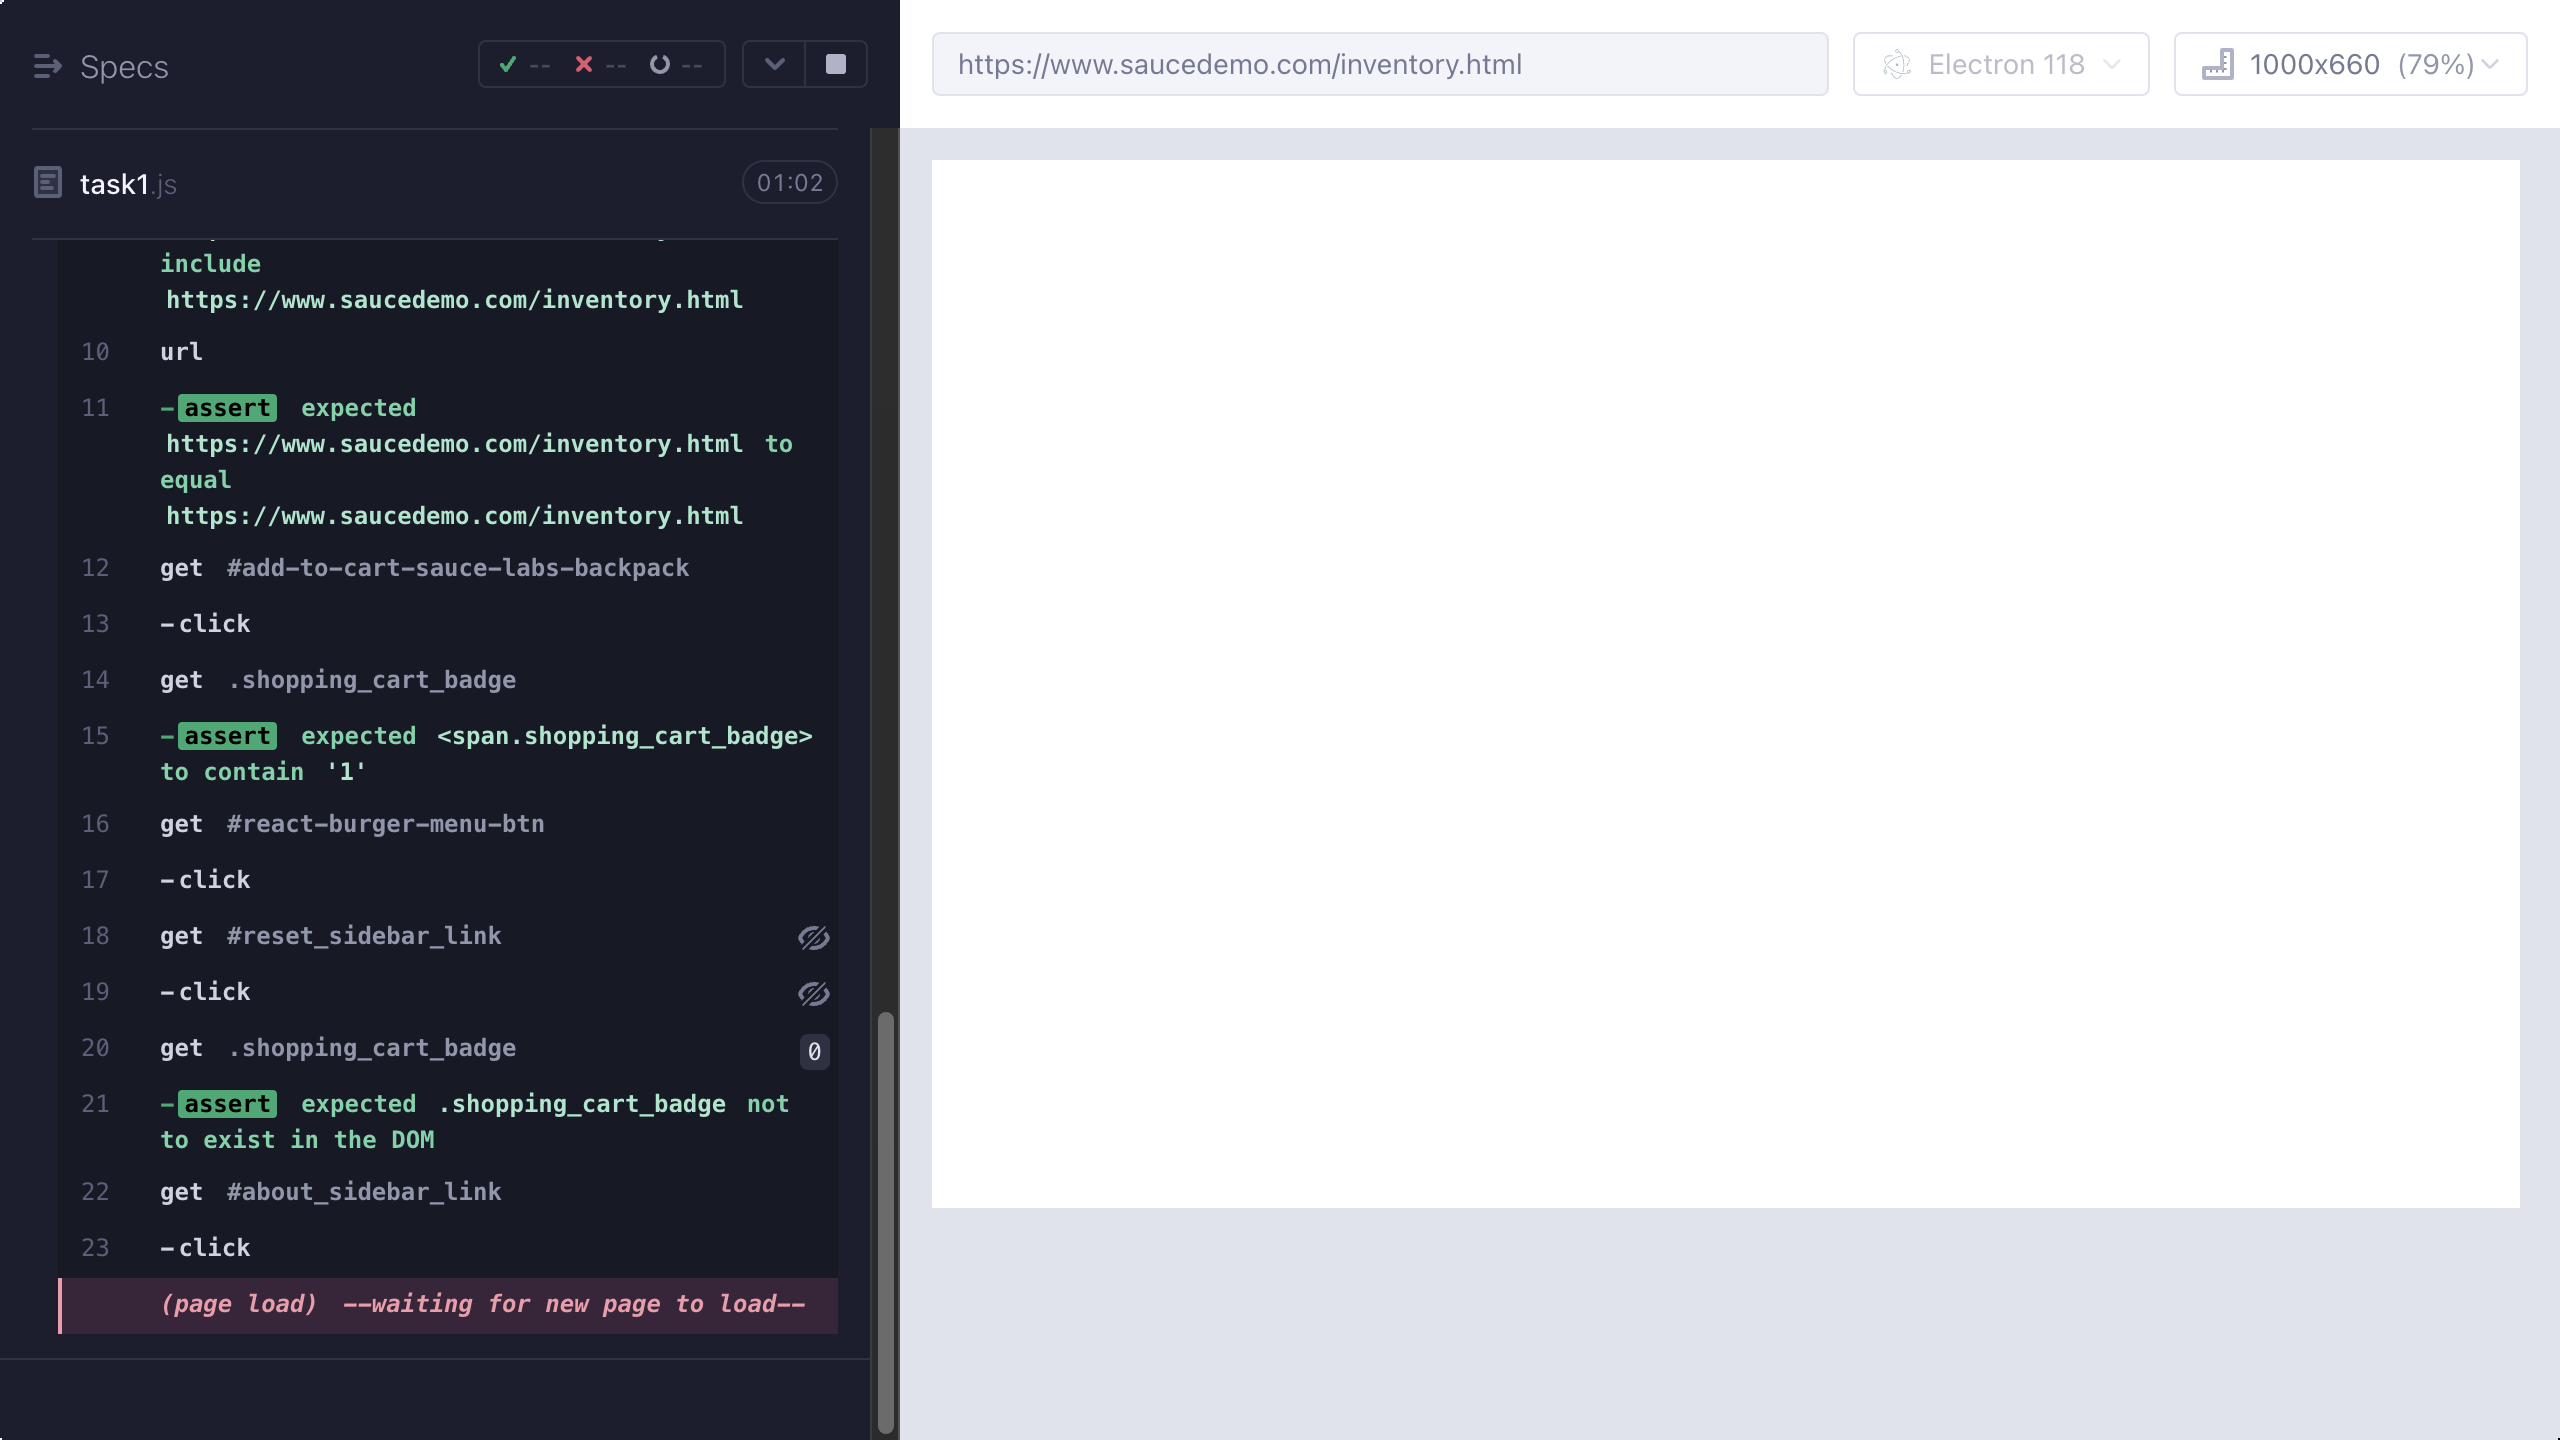 Specs
-- -- --
https://www.saucedemo.com/inventory.html
Electron 118
1000x660 (79%)
task1.js
01:02
include
https://www.saucedemo.com/inventory.html
10 url
11 -assert expected
https://www.saucedemo.com/inventory.html to
equal
https://www.saucedemo.com/inventory.html
12 get #add-to-cart-sauce-labs-backpack
13 -click
14 get .shopping_cart_badge
15 -assert expected <span.shopping_cart_badge>
to contain '1'
16 get #react-burger-menu-btn
17 -click
18 get #reset_sidebar_link
19 -click
20 get .shopping_cart_badge 0
21 -assert expected .shopping_cart_badge not
to exist in the DOM
22 get #about_sidebar_link
23 -click
(page load) --waiting for new page to load--